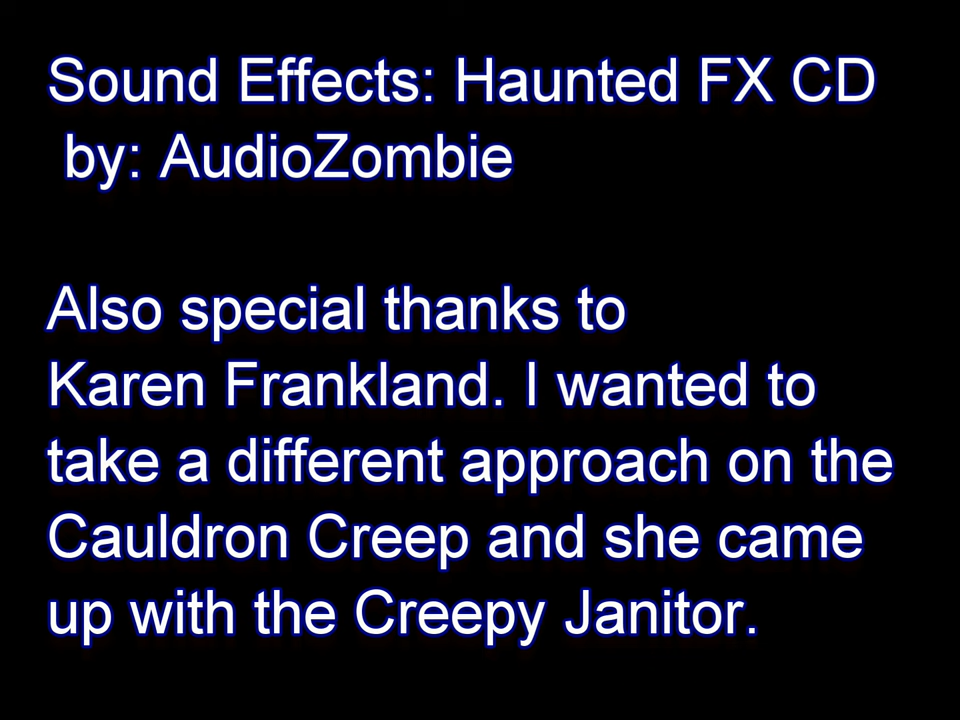 Sound Effects: Haunted FX CD
by: AudioZombie
Also special thanks to
Karen Frankland. I wanted to
take a different approach on the
Cauldron Creep and she came
up with the Creepy Janitor.